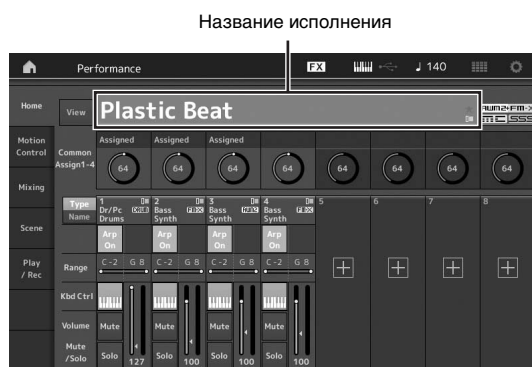 Название исполнения
Performance
FX
140
Home
View
Plastic Beat
AWM2+FM-X
MC SSS
Motion Control
Common Assign1-4
Assigned Assigned Assigned
64 64 64 64 64 64 64 64
Mixing
Type
Name
1 Dr/Pc Drums
2 Bass Synth
3 Bass Synth
4 Bass Synth
5 6 7 8
Scene
Arp On Arp On Arp On Arp On
Play / Rec
Range
C -2 G 8 C -2 G 8 C -2 G 8 C -2 G 8
Kbd Ctrl
Volume
Mute Mute Mute Mute
Mute /Solo
Solo 127 Solo 100 Solo 100 Solo 100